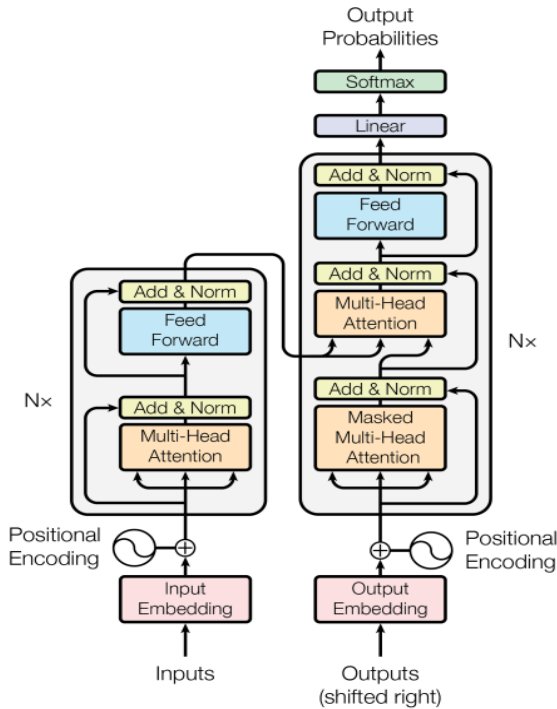 Output
Probabilities
Softmax
Linear
Add & Norm
Feed
Forward
Add & Norm
Multi-Head
Attention
Add & Norm
Masked
Multi-Head
Attention
N×
Add & Norm
Feed
Forward
Add & Norm
Multi-Head
Attention
N×
Positional
Encoding
Positional
Encoding
Input
Embedding
Output
Embedding
Inputs
Outputs
(shifted right)